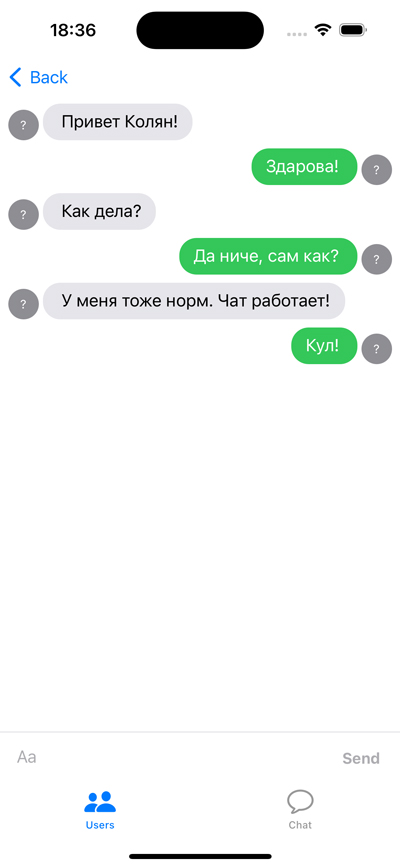 18:36
Back
? Привет Колян!
Здарова! ?
? Как дела?
Да ниче, сам как? ?
? У меня тоже норм. Чат работает!
Кул! ?
Aa Send
Users Chat